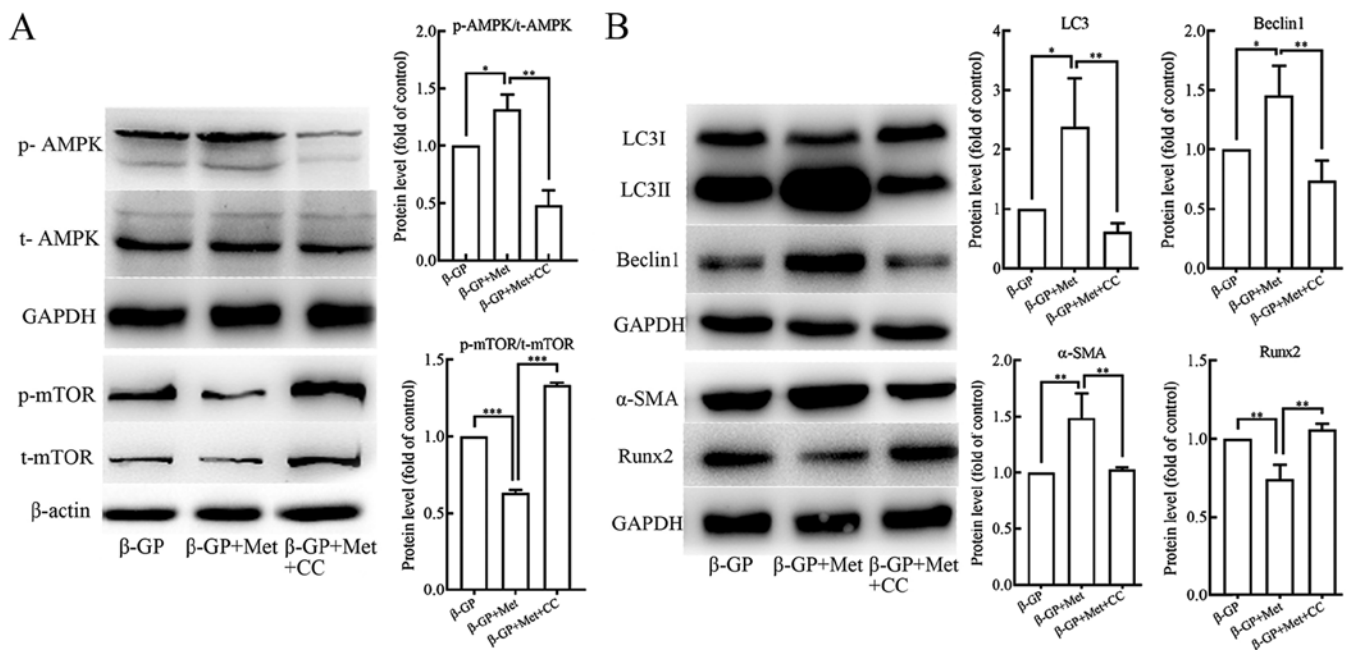 A
p-AMPK
t-AMPK
GAPDH
p-mTOR
t-mTOR
β-actin
β-GP
β-GP+Met
β-GP+Met
+CC
p-AMPK/t-AMPK
Protein level (fold of control)
2.0
1.5
1.0
0.5
0.0
*
**
β-GP
β-GP+Met
β-GP+Met+CC
p-mTOR/t-mTOR
Protein level (fold of control)
1.5
1.0
0.5
0.0
***
***
β-GP
β-GP+Met
β-GP+Met+CC
B
LC3I
LC3II
Beclin1
GAPDH
α-SMA
Runx2
GAPDH
β-GP
β-GP+Met
β-GP+Met
+CC
LC3
Protein level (fold of control)
4
3
2
1
0
*
**
β-GP
β-GP+Met
β-GP+Met+CC
Beclin1
Protein level (fold of control)
2.0
1.5
1.0
0.5
0.0
*
**
β-GP
β-GP+Met
β-GP+Met+CC
α-SMA
Protein level (fold of control)
2.0
1.5
1.0
0.5
0.0
**
**
β-GP
β-GP+Met
β-GP+Met+CC
Runx2
Protein level (fold of control)
1.5
1.0
0.5
0.0
**
**
β-GP
β-GP+Met
β-GP+Met+CC